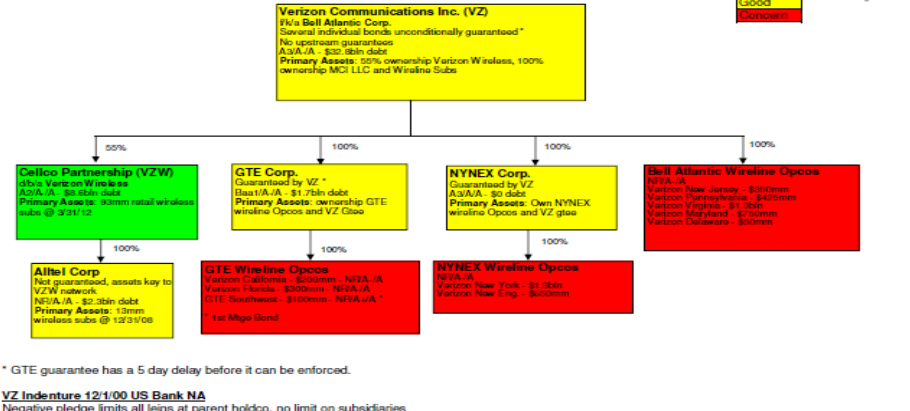 Good
Concern
Verizon Communications Inc. (VZ)
f/k/a Bell Atlantic Corp.
Several individual bonds unconditionally guaranteed*
No upstream guarantees
A3/A-/A - $32.8bln debt
Primary Assets: 55% ownership Verizon Wireless, 100%
ownership MCI LLC and Wireline Subs
55%
100%
100%
100%
Cellco Partnership (VZW)
d/b/a Verizon Wireless
A2/A-/A - $8.6bln debt
Primary Assets: 93mm retail wireless
subs @ 3/31/12
GTE Corp.
Guaranteed by VZ *
Baa1/A-/A - $1.7bln debt
Primary Assets: ownership GTE
wireline Opcos and VZ Gtee
NYNEX Corp.
Guaranteed by VZ
A3/A-/A - $0 debt
Primary Assets: Own NYNEX
wireline Opcos and VZ gtee
Bell Atlantic Wireline Opcos
NR/A-/A
Verizon New Jersey - $350mm
Verizon Pennsylvania - $425mm
Verizon Virginia -
Verizon Maryland - $750mm
Verizon Delaware - $50mm
100%
100%
100%
Alltel Corp
Not guaranteed, assets key to
VZW network
NR/A-/A - $2.3bln debt
Primary Assets: 13mm
wireless subs @ 12/31/08
GTE Wireline Opcos
Verizon California - $200mm - NR/A-/A
Verizon Florida - $300mm - NR/A-/A
GTE Southwest - $100mm -
* 1st Mtge Bond
NYNEX Wireline Opcos
NR/A-/A
Verizon New York -
Verizon New Eng. - $650mm
* GTE guarantee has a 5 day delay before it can be enforced.
VZ Indenture 12/1/00 US Bank NA
Negative pledge limits all leins at parent holdco, no limit on subsidiaries